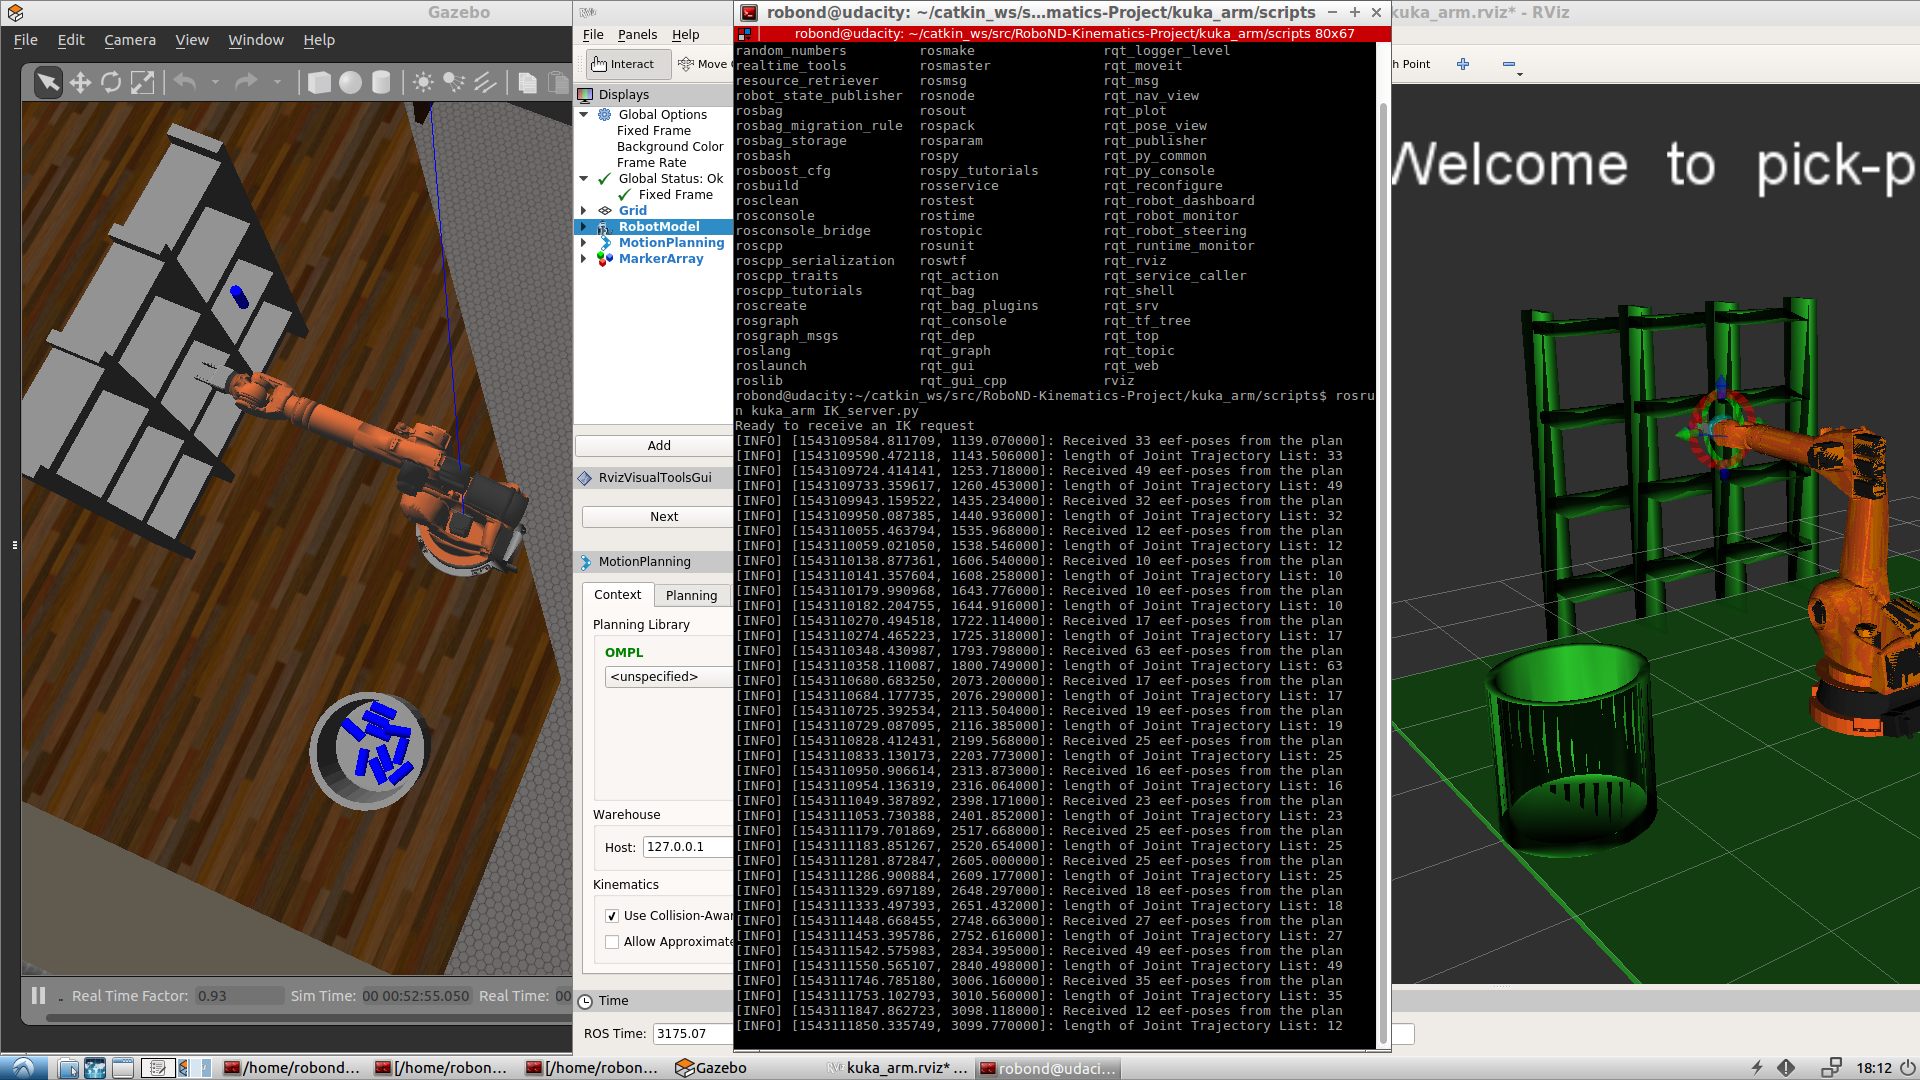 Gazebo
File Edit Camera View Window Help
Real Time Factor: 0.93 Sim Time: 00 00:52:55.050 Real Time: 00
File Panels Help
Interact Move
Displays
Global Options
Fixed Frame
Background Color
Frame Rate
Global Status: Ok
Fixed Frame
Grid
RobotModel
MotionPlanning
MarkerArray
Add
RvizVisualToolsGui
Next
MotionPlanning
Context Planning
Planning Library
OMPL
<unspecified>
Warehouse
Host: 127.0.0.1
Kinematics
Use Collision-Awar
Allow Approximate
Time
ROS Time: 3175.07
robond@udacity: ~/catkin_ws/s...matics-Project/kuka_arm/scripts
robond@udacity: ~/catkin_ws/src/RoboND-Kinematics-Project/kuka_arm/scripts 80x67
random_numbers rosmake rqt_logger_level
realtime_tools rosmaster rqt_moveit
resource_retriever rosmsg rqt_msg
robot_state_publisher rosnode rqt_nav_view
rosbag rosout rqt_plot
rosbag_migration_rule rospack rqt_pose_view
rosbag_storage rosparam rqt_publisher
rosbash rospy rqt_py_common
rosboost_cfg rospy_tutorials rqt_py_console
rosbuild rosservice rqt_reconfigure
rosclean rostest rqt_robot_dashboard
rosconsole rostime rqt_robot_monitor
rosconsole_bridge rostopic rqt_robot_steering
roscpp rosunit rqt_runtime_monitor
roscpp_serialization roswtf rqt_rviz
roscpp_traits rqt_action rqt_service_caller
roscpp_tutorials rqt_bag rqt_shell
roscreate rqt_bag_plugins rqt_srv
rosgraph rqt_console rqt_tf_tree
rosgraph_msgs rqt_dep rqt_top
roslang rqt_graph rqt_topic
roslaunch rqt_gui rqt_web
roslib rqt_gui_cpp rviz
robond@udacity:~/catkin_ws/src/RoboND-Kinematics-Project/kuka_arm/scripts$ rosru
n kuka_arm IK_server.py
Ready to receive an IK request
[INFO] [1543109584.811709, 1139.070000]: Received 33 eef-poses from the plan
[INFO] [1543109590.472118, 1143.506000]: length of Joint Trajectory List: 33
[INFO] [1543109724.414141, 1253.718000]: Received 49 eef-poses from the plan
[INFO] [1543109733.359617, 1260.453000]: length of Joint Trajectory List: 49
[INFO] [1543109943.159522, 1435.234000]: Received 32 eef-poses from the plan
[INFO] [1543109950.087385, 1440.936000]: length of Joint Trajectory List: 32
[INFO] [1543110055.463794, 1535.968000]: Received 12 eef-poses from the plan
[INFO] [1543110059.021050, 1538.546000]: length of Joint Trajectory List: 12
[INFO] [1543110138.877361, 1606.540000]: Received 10 eef-poses from the plan
[INFO] [1543110141.357604, 1608.258000]: length of Joint Trajectory List: 10
[INFO] [1543110179.990968, 1643.776000]: Received 10 eef-poses from the plan
[INFO] [1543110182.204755, 1644.916000]: length of Joint Trajectory List: 10
[INFO] [1543110270.494518, 1722.114000]: Received 17 eef-poses from the plan
[INFO] [1543110274.465223, 1725.318000]: length of Joint Trajectory List: 17
[INFO] [1543110348.430987, 1793.798000]: Received 63 eef-poses from the plan
[INFO] [1543110358.110087, 1800.749000]: length of Joint Trajectory List: 63
[INFO] [1543110680.683250, 2073.200000]: Received 17 eef-poses from the plan
[INFO] [1543110684.177735, 2076.290000]: length of Joint Trajectory List: 17
[INFO] [1543110725.392534, 2113.504000]: Received 19 eef-poses from the plan
[INFO] [1543110729.087095, 2116.385000]: length of Joint Trajectory List: 19
[INFO] [1543110828.412431, 2199.568000]: Received 25 eef-poses from the plan
[INFO] [1543110833.130173, 2203.773000]: length of Joint Trajectory List: 25
[INFO] [1543110950.906614, 2313.873000]: Received 16 eef-poses from the plan
[INFO] [1543110954.136319, 2316.064000]: length of Joint Trajectory List: 16
[INFO] [1543111049.387892, 2398.171000]: Received 23 eef-poses from the plan
[INFO] [1543111053.730388, 2401.852000]: length of Joint Trajectory List: 23
[INFO] [1543111179.701869, 2517.668000]: Received 25 eef-poses from the plan
[INFO] [1543111183.851267, 2520.654000]: length of Joint Trajectory List: 25
[INFO] [1543111281.872847, 2605.000000]: Received 25 eef-poses from the plan
[INFO] [1543111286.900884, 2609.177000]: length of Joint Trajectory List: 25
[INFO] [1543111329.697189, 2648.297000]: Received 18 eef-poses from the plan
[INFO] [1543111333.497393, 2651.432000]: length of Joint Trajectory List: 18
[INFO] [1543111448.668455, 2748.663000]: Received 27 eef-poses from the plan
[INFO] [1543111453.395786, 2752.616000]: length of Joint Trajectory List: 27
[INFO] [1543111542.575983, 2834.395000]: Received 49 eef-poses from the plan
[INFO] [1543111550.565107, 2840.498000]: length of Joint Trajectory List: 49
[INFO] [1543111746.785180, 3006.160000]: Received 35 eef-poses from the plan
[INFO] [1543111753.102793, 3010.560000]: length of Joint Trajectory List: 35
[INFO] [1543111847.862723, 3098.118000]: Received 12 eef-poses from the plan
[INFO] [1543111850.335749, 3099.770000]: length of Joint Trajectory List: 12
kuka_arm.rviz* - RViz
h Point
Welcome to pick-p
/home/robond... [/home/robon... [/home/robon... Gazebo kuka_arm.rviz* ... robond@udaci... 18:12